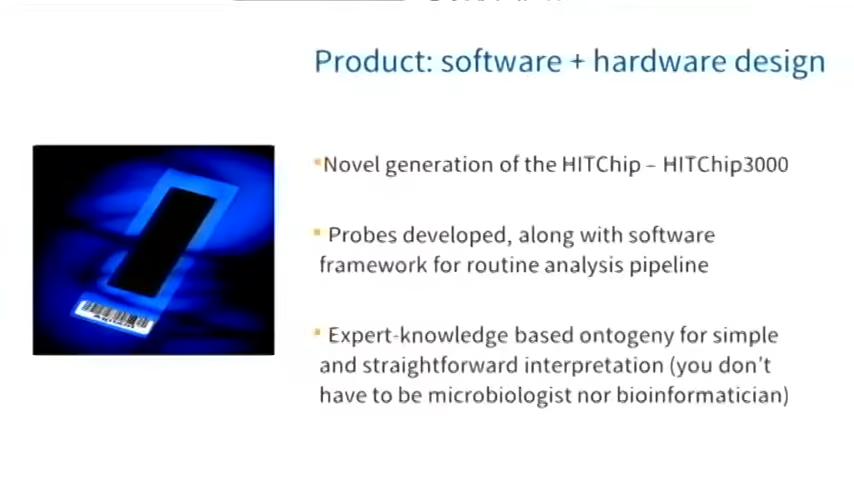 Product: software + hardware design
▪Novel generation of the HITChip – HITChip3000
▪ Probes developed, along with software
framework for routine analysis pipeline
▪ Expert-knowledge based ontogeny for simple
and straightforward interpretation (you don't
have to be microbiologist nor bioinformatician)